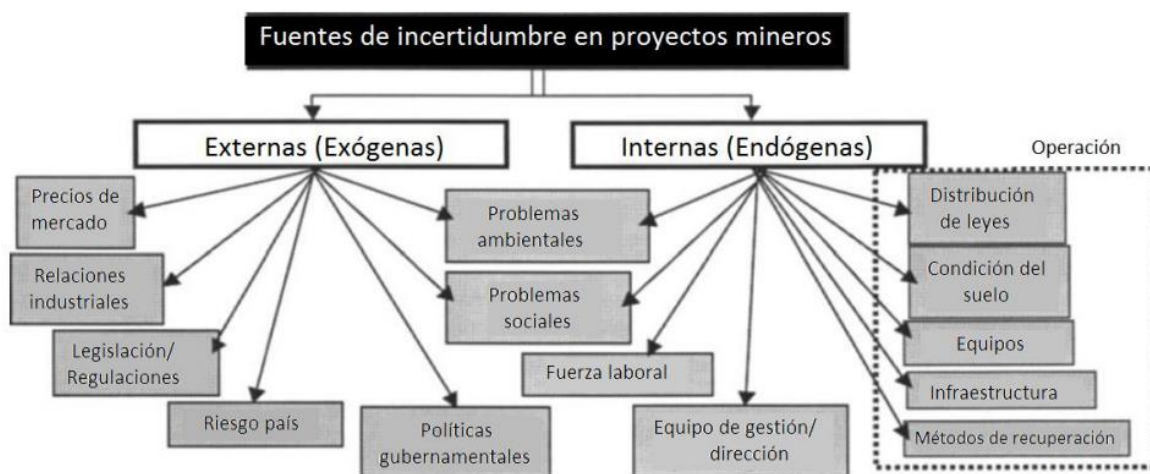 Fuentes de incertidumbre en proyectos mineros
Externas (Exógenas)
Internas (Endógenas)
Operación
Precios de
mercado
Relaciones
industriales
Legislación/
Regulaciones
Riesgo país
Políticas
gubernamentales
Problemas
ambientales
Problemas
sociales
Fuerza laboral
Equipo de gestión/
dirección
Distribución
de leyes
Condición del
suelo
Equipos
Infraestructura
Métodos de recuperación